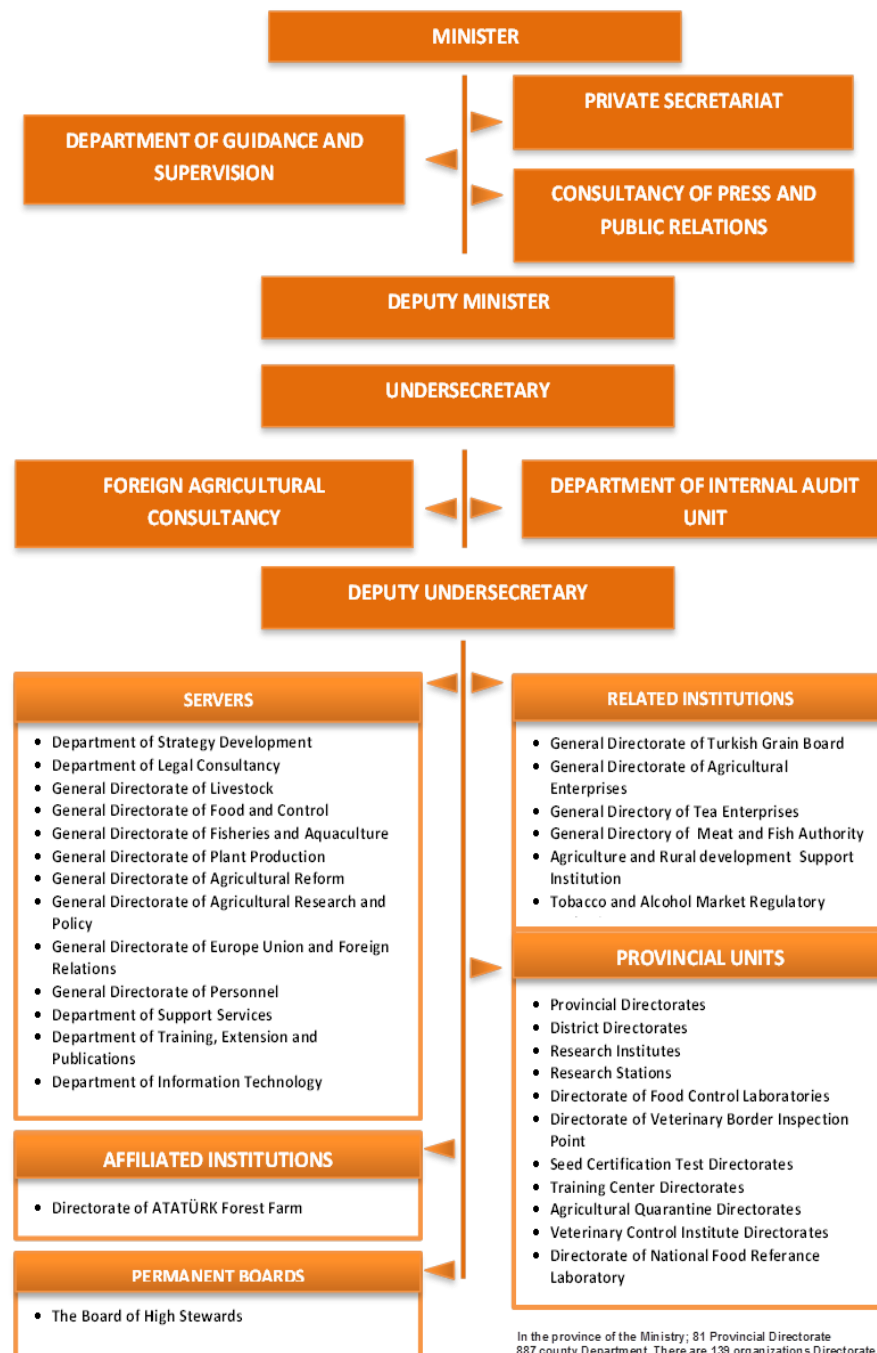 MINISTER
PRIVATE SECRETARIAT
DEPARTMENT OF GUIDANCE AND
SUPERVISION
CONSULTANCY OF PRESS AND
PUBLIC RELATIONS
DEPUTY MINISTER
UNDERSECRETARY
FOREIGN AGRICULTURAL
CONSULTANCY
DEPARTMENT OF INTERNAL AUDIT
UNIT
DEPUTY UNDERSECRETARY
SERVERS
• Department of Strategy Development
• Department of Legal Consultancy
• General Directorate of Livestock
• General Directorate of Food and Control
• General Directorate of Fisheries and Aquaculture
• General Directorate of Plant Production
• General Directorate of Agricultural Reform
• General Directorate of Agricultural Research and
Policy
• General Directorate of Europe Union and Foreign
Relations
• General Directorate of Personnel
• Department of Support Services
• Department of Training, Extension and
Publications
• Department of Information Technology
RELATED INSTITUTIONS
• General Directorate of Turkish Grain Board
• General Directorate of Agricultural
Enterprises
• General Directory of Tea Enterprises
• General Directory of Meat and Fish Authority
• Agriculture and Rural development Support
Institution
• Tobacco and Alcohol Market Regulatory
PROVINCIAL UNITS
• Provincial Directorates
• District Directorates
• Research Institutes
• Research Stations
• Directorate of Food Control Laboratories
• Directorate of Veterinary Border Inspection
Point
• Seed Certification Test Directorates
• Training Center Directorates
• Agricultural Quarantine Directorates
• Veterinary Control Institute Directorates
• Directorate of National Food Referance
Laboratory
AFFILIATED INSTITUTIONS
• Directorate of ATATÜRK Forest Farm
PERMANENT BOARDS
• The Board of High Stewards
In the province of the Ministry; 81 Provincial Directorate
887 county Department. There are 139 organizations Directorate